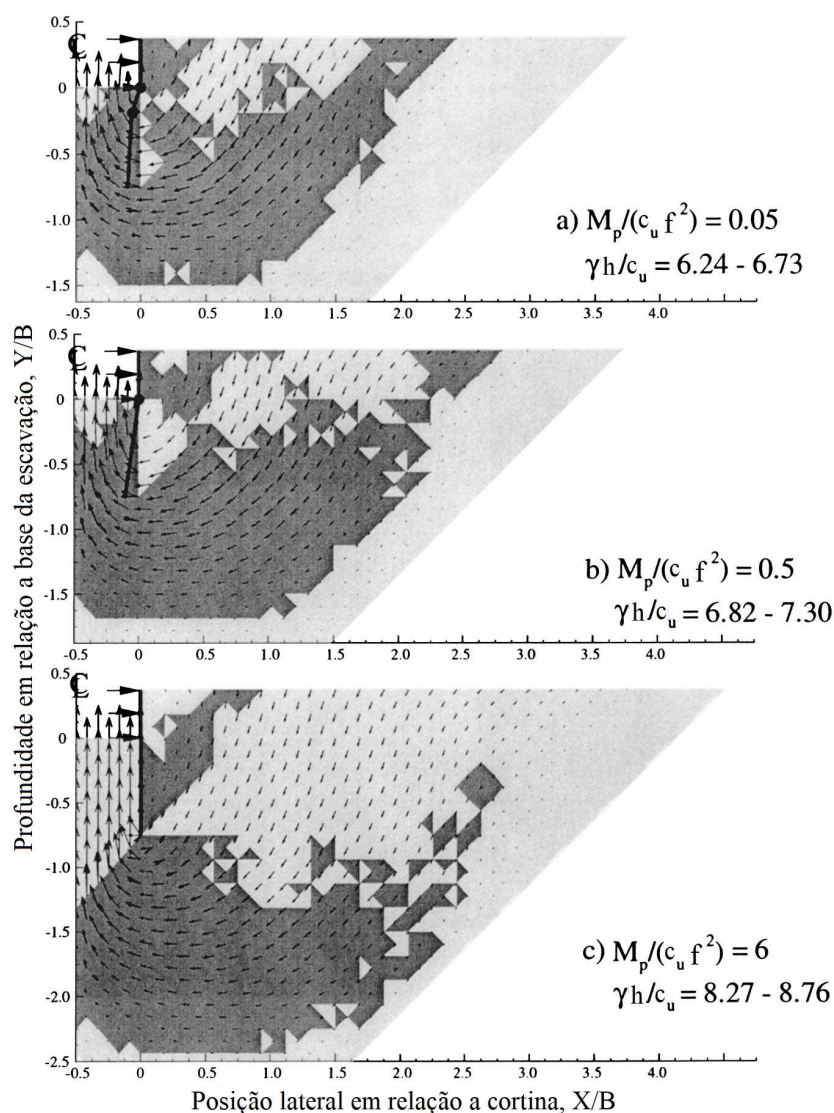 Profundidade em relação a base da escavação, Y/B
0.5
℄
0
-0.5
-1.0
-1.5
-0.5 0 0.5 1.0 1.5 2.0 2.5 3.0 3.5 4.0
a) Mp/(cu f²) = 0.05
γh/cu = 6.24 - 6.73
0.5
℄
0
-0.5
-1.0
-1.5
-0.5 0 0.5 1.0 1.5 2.0 2.5 3.0 3.5 4.0
b) Mp/(cu f²) = 0.5
γh/cu = 6.82 - 7.30
0.5
℄
0
-0.5
-1.0
-1.5
-2.0
-2.5
-0.5 0 0.5 1.0 1.5 2.0 2.5 3.0 3.5 4.0
c) Mp/(cu f²) = 6
γh/cu = 8.27 - 8.76
Posição lateral em relação a cortina, X/B